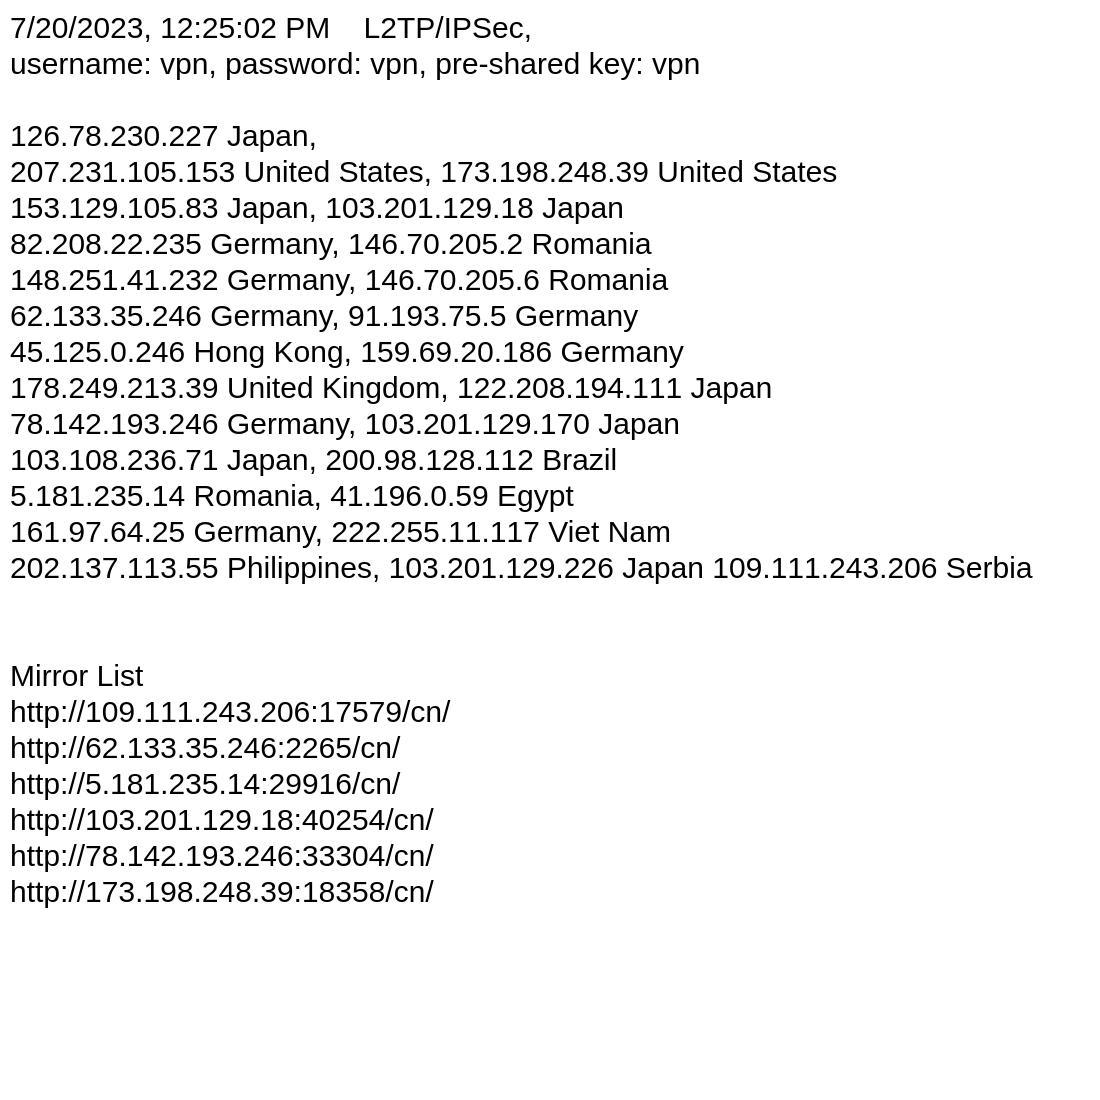 7/20/2023, 12:25:02 PM    L2TP/IPSec,
username: vpn, password: vpn, pre-shared key: vpn
126.78.230.227 Japan,
207.231.105.153 United States, 173.198.248.39 United States
153.129.105.83 Japan, 103.201.129.18 Japan
82.208.22.235 Germany, 146.70.205.2 Romania
148.251.41.232 Germany, 146.70.205.6 Romania
62.133.35.246 Germany, 91.193.75.5 Germany
45.125.0.246 Hong Kong, 159.69.20.186 Germany
178.249.213.39 United Kingdom, 122.208.194.111 Japan
78.142.193.246 Germany, 103.201.129.170 Japan
103.108.236.71 Japan, 200.98.128.112 Brazil
5.181.235.14 Romania, 41.196.0.59 Egypt
161.97.64.25 Germany, 222.255.11.117 Viet Nam
202.137.113.55 Philippines, 103.201.129.226 Japan 109.111.243.206 Serbia
Mirror List
http://109.111.243.206:17579/cn/
http://62.133.35.246:2265/cn/
http://5.181.235.14:29916/cn/
http://103.201.129.18:40254/cn/
http://78.142.193.246:33304/cn/
http://173.198.248.39:18358/cn/